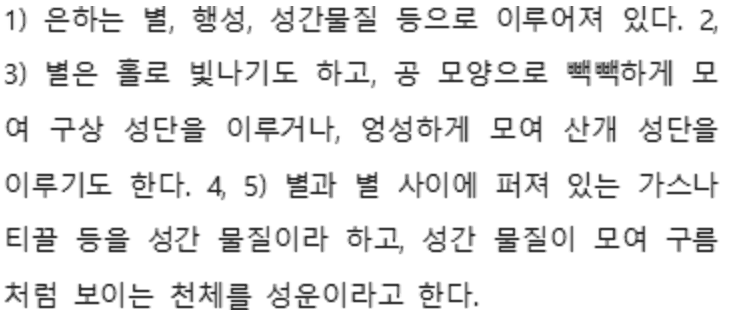 1) 은하는 별, 행성, 성간물질 등으로 이루어져 있다. 2,
3) 별은 홀로 빛나기도 하고, 공 모양으로 빽빽하게 모
여 구상 성단을 이루거나, 엉성하게 모여 산개 성단을
이루기도 한다. 4, 5) 별과 별 사이에 퍼져 있는 가스나
티끌 등을 성간 물질이라 하고, 성간 물질이 모여 구름
처럼 보이는 천체를 성운이라고 한다.